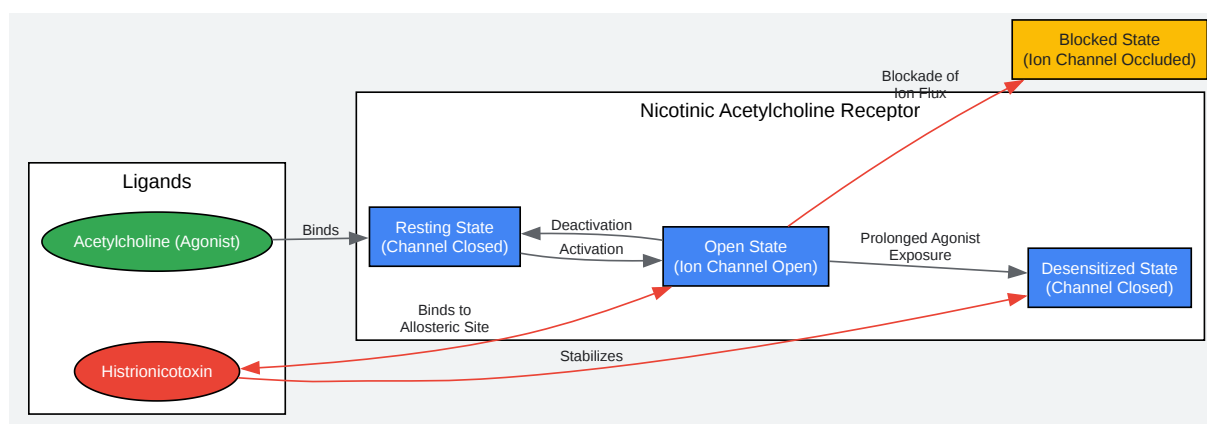 Blocked State
(Ion Channel Occluded)
Blockade of
Ion Flux
Nicotinic Acetylcholine Receptor
Ligands
Acetylcholine (Agonist)
Binds
Resting State
(Channel Closed)
Deactivation
Activation
Open State
(Ion Channel Open)
Prolonged Agonist
Exposure
Desensitized State
(Channel Closed)
Binds to
Allosteric Site
Histrionicotoxin
Stabilizes